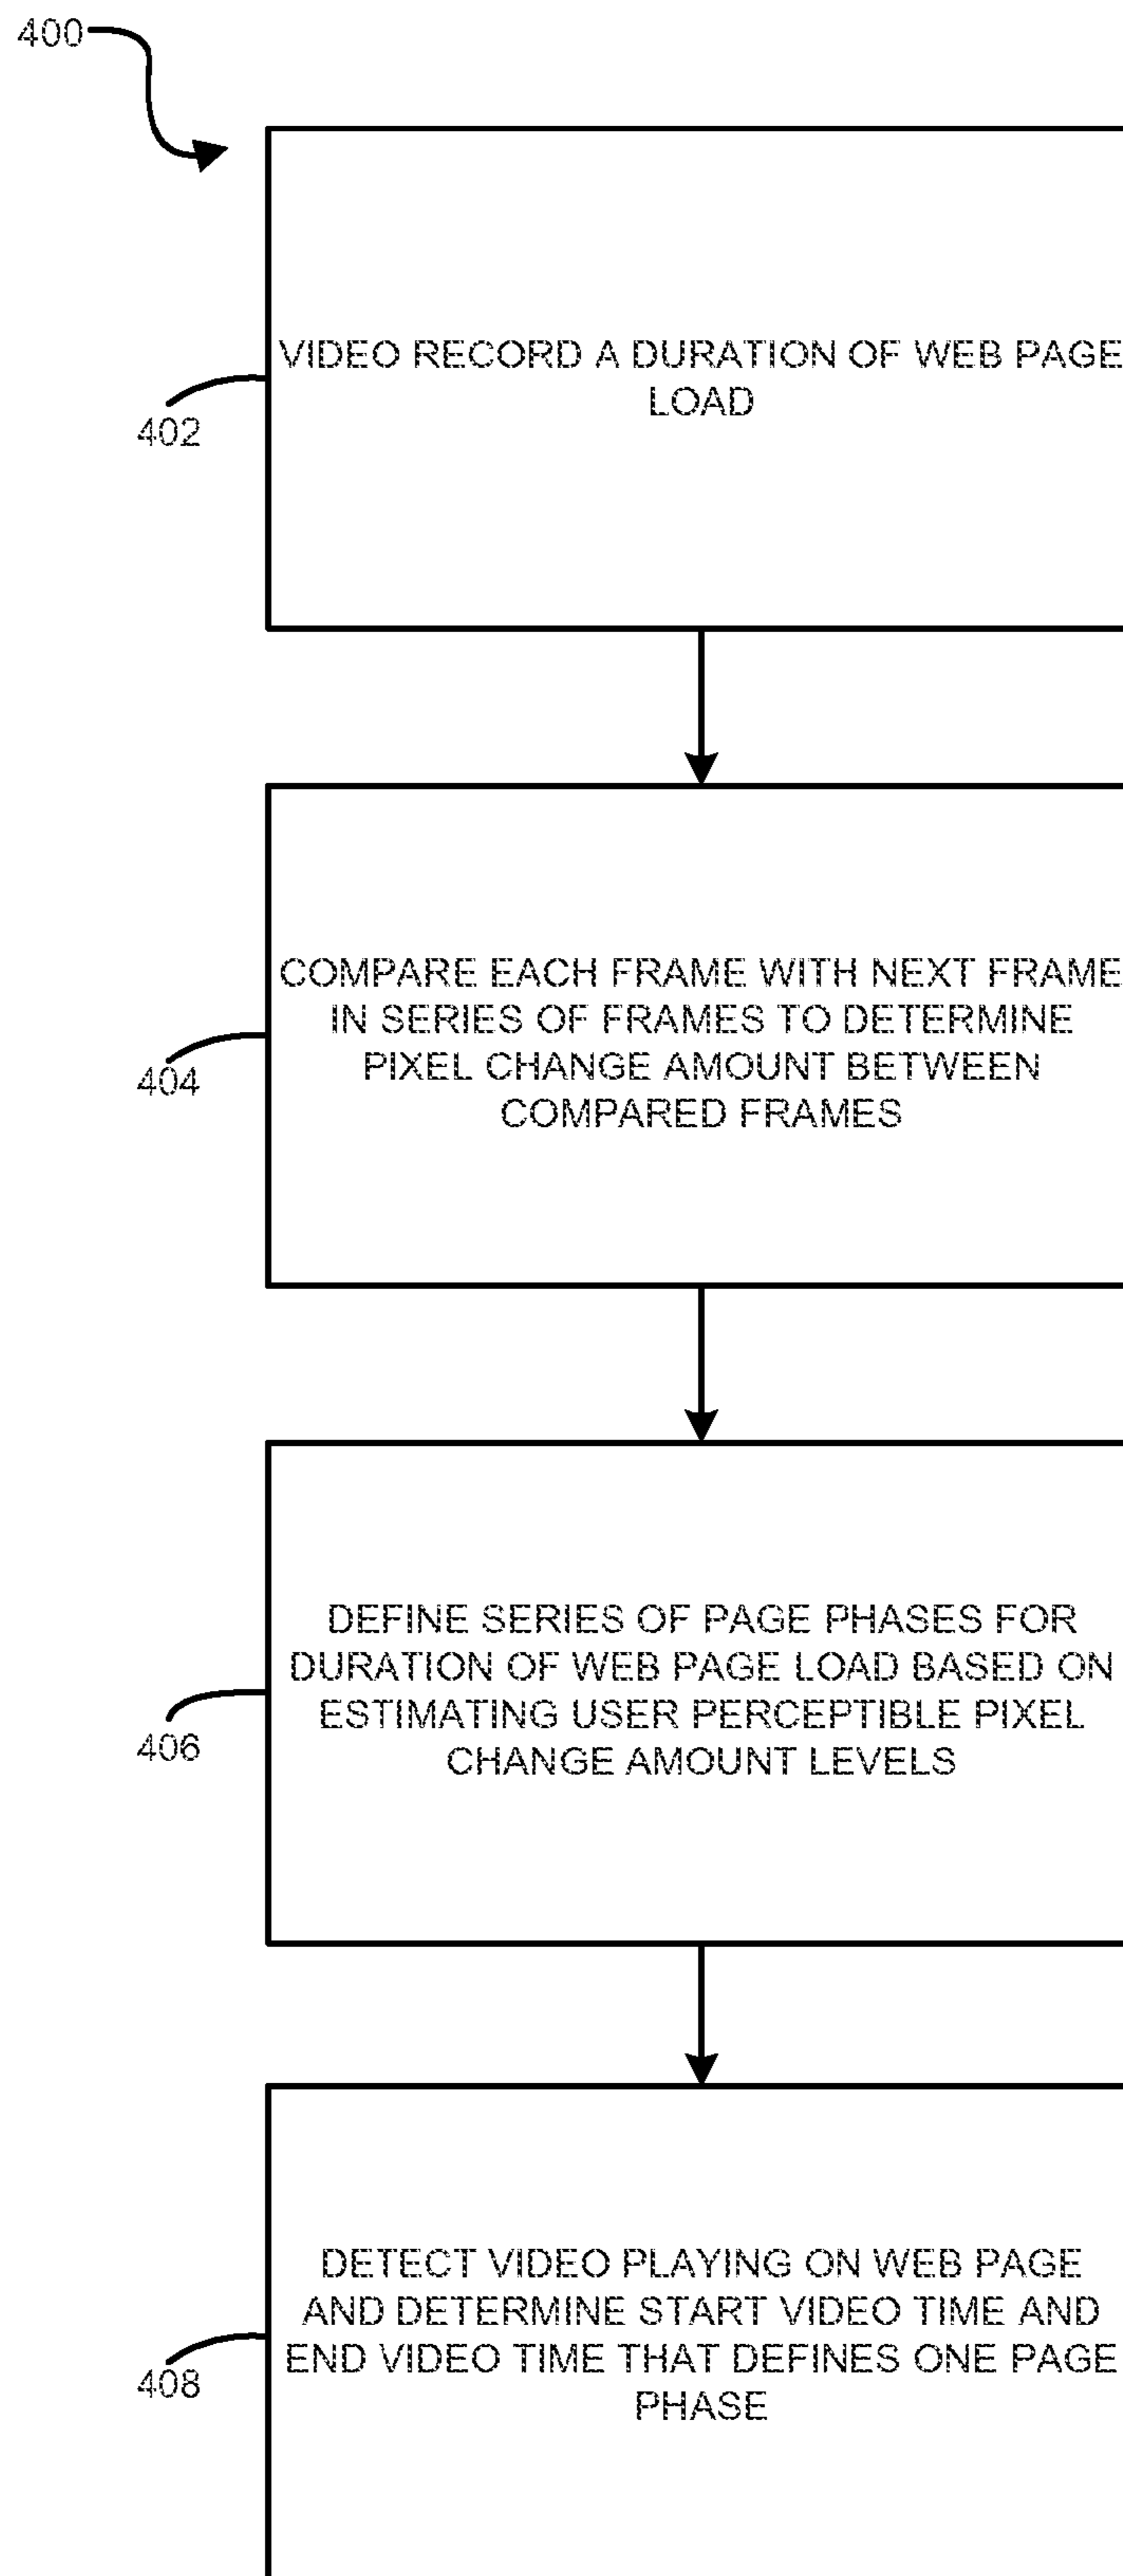 400
VIDEO RECORD A DURATION OF WEB PAGE
LOAD
402
COMPARE EACH FRAME WITH NEXT FRAME
IN SERIES OF FRAMES TO DETERMINE
PIXEL CHANGE AMOUNT BETWEEN
COMPARED FRAMES
404
DEFINE SERIES OF PAGE PHASES FOR
DURATION OF WEB PAGE LOAD BASED ON
ESTIMATING USER PERCEPTIBLE PIXEL
CHANGE AMOUNT LEVELS
406
DETECT VIDEO PLAYING ON WEB PAGE
AND DETERMINE START VIDEO TIME AND
END VIDEO TIME THAT DEFINES ONE PAGE
PHASE
408